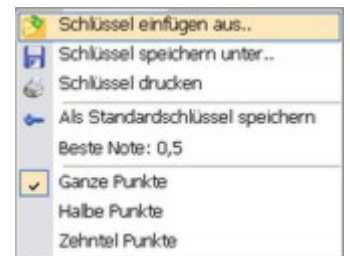 Schlüssel einfügen aus..
Schlüssel speichern unter..
Schlüssel drucken
Als Standardschlüssel speichern
Beste Note: 0,5
Ganze Punkte
Halbe Punkte
Zehntel Punkte